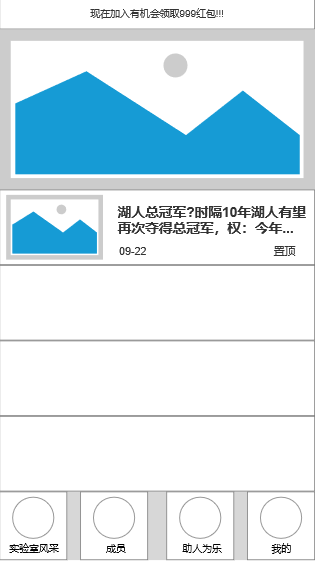 现在加入有机会领取999红包!!!
湖人总冠军?时隔10年湖人有望
再次夺得总冠军，权：今年...
09-22 置顶
实验室风采 成员 助人为乐 我的